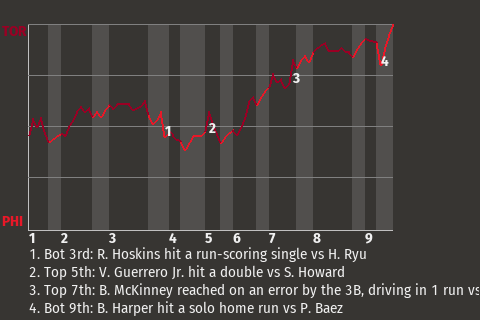 TOR
3
4
1
2
PHI
1 2 3 4 5 6 7 8 9
1. Bot 3rd: R. Hoskins hit a run-scoring single vs H. Ryu
2. Top 5th: V. Guerrero Jr. hit a double vs S. Howard
3. Top 7th: B. McKinney reached on an error by the 3B, driving in 1 run vs
4. Bot 9th: B. Harper hit a solo home run vs P. Baez